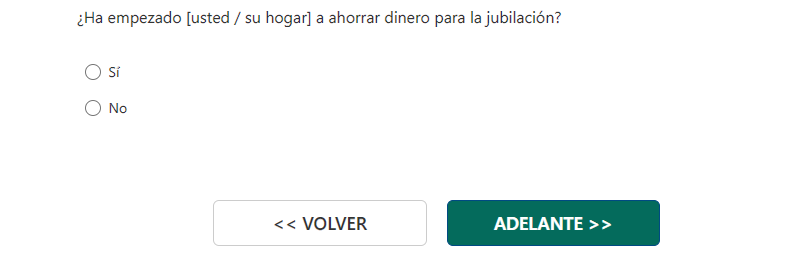 ¿Ha empezado [usted / su hogar] a ahorrar dinero para la jubilación?
Sí
No
<< VOLVER
ADELANTE >>